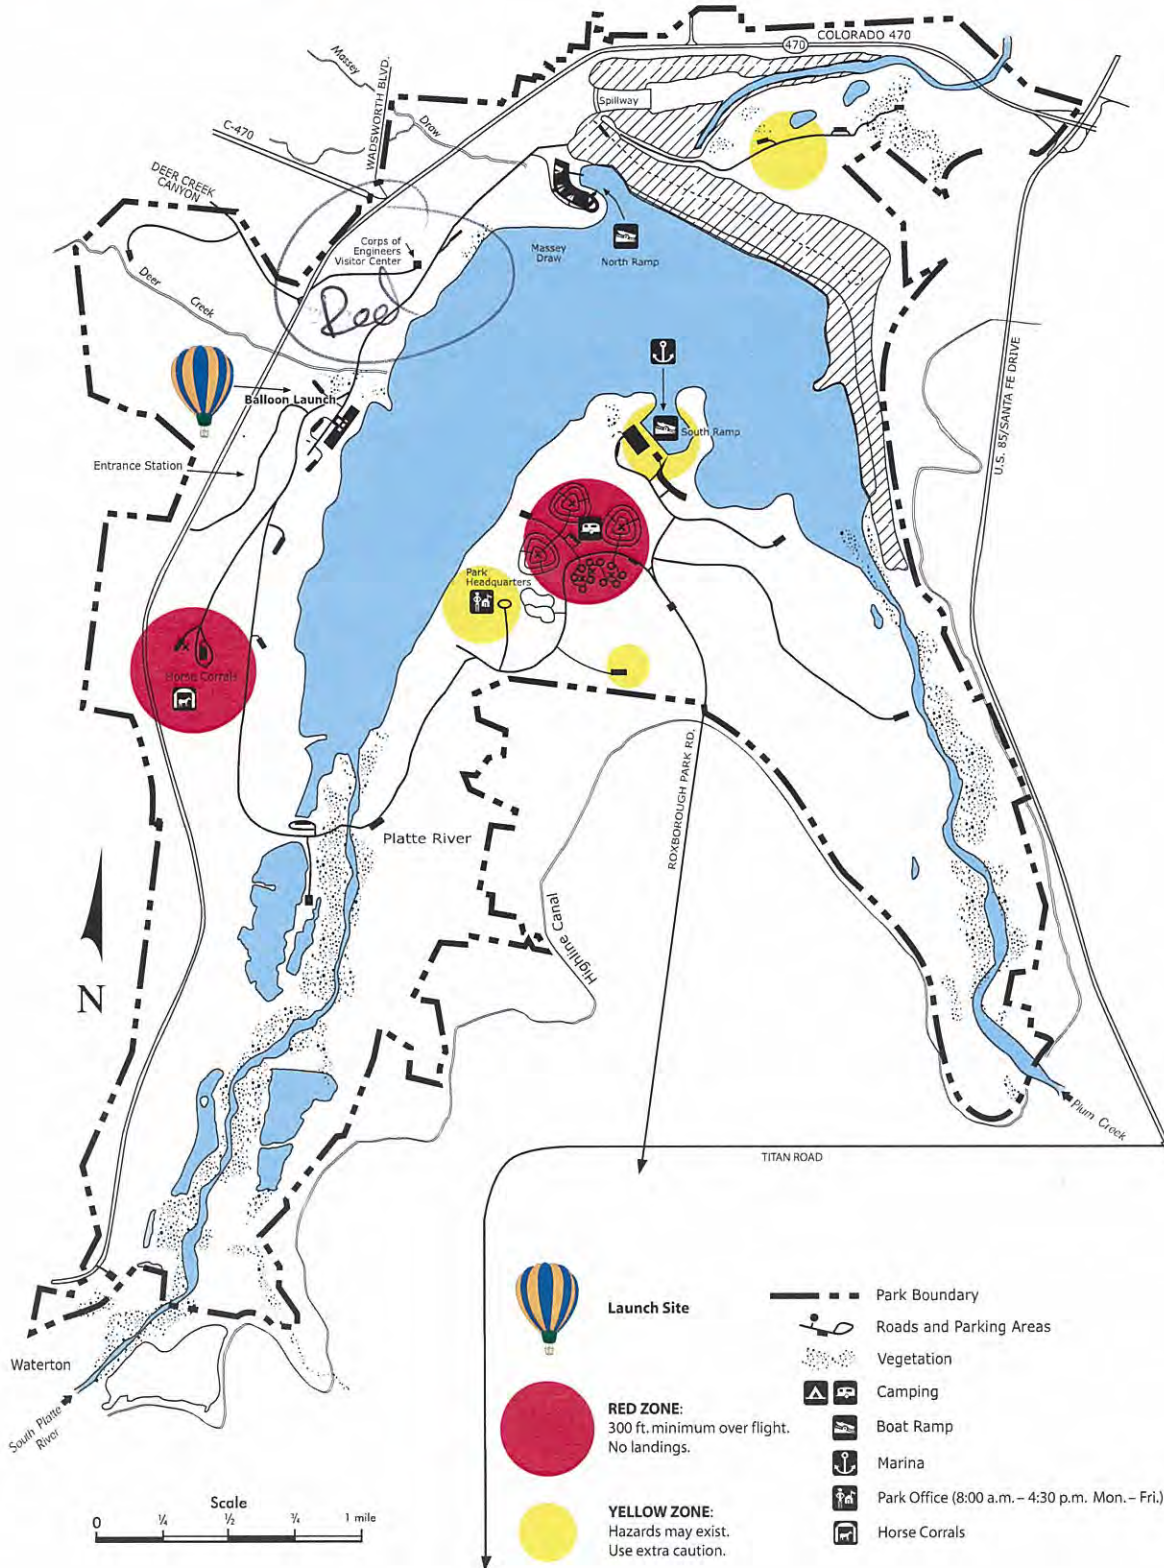 COLORADO 470
470
Massey
Draw
WADSWORTH BLVD.
C-470
Spillway
DEER CREEK
CANYON
Corps of
Engineers
Visitor Center
Massey
Draw
North Ramp
Deer
Creek
Balloon Launch
South Ramp
U.S. 85/SANTA FE DRIVE
Entrance Station
Park
Headquarters
Horse Corrals
ROXBOROUGH PARK RD.
Platte River
Highline Canal
N
Plum Creek
TITAN ROAD
Waterton
South Platte
River
Launch Site
RED ZONE:
300 ft. minimum over flight.
No landings.
YELLOW ZONE:
Hazards may exist.
Use extra caution.
Park Boundary
Roads and Parking Areas
Vegetation
Camping
Boat Ramp
Marina
Park Office (8:00 a.m. – 4:30 p.m. Mon. – Fri.)
Horse Corrals
Scale
0 ¼ ½ ¾ 1 mile